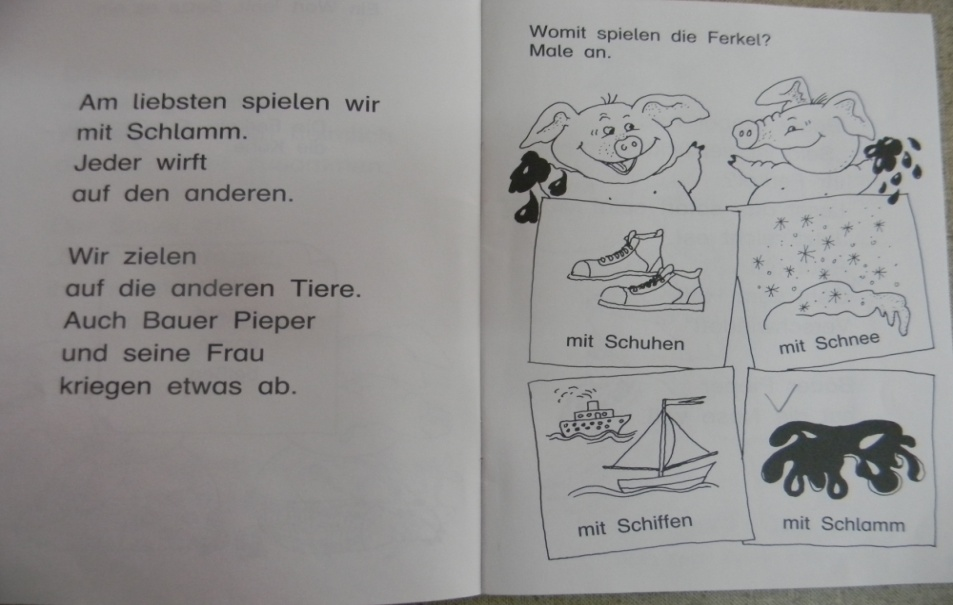 Am liebsten spielen wir
mit Schlamm.
Jeder wirft
auf den anderen.
Wir zielen
auf die anderen Tiere.
Auch Bauer Pieper
und seine Frau
kriegen etwas ab.
Womit spielen die Ferkel?
Male an.
mit Schuhen
mit Schnee
mit Schiffen
mit Schlamm